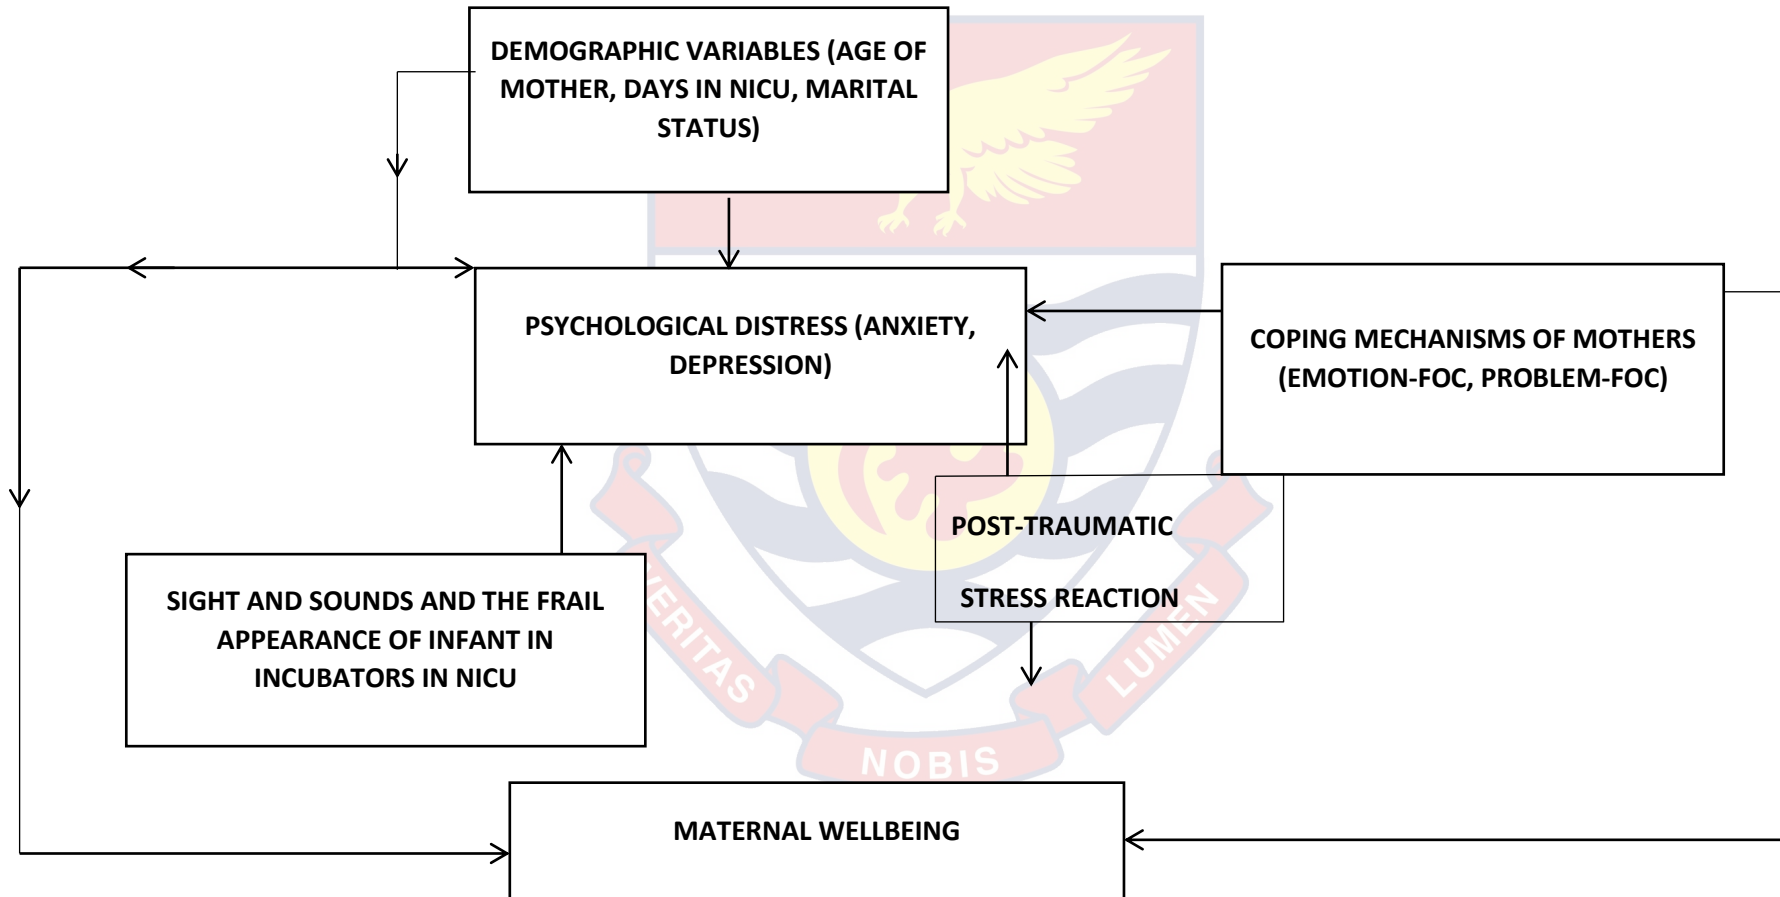 DEMOGRAPHIC VARIABLES (AGE OF
MOTHER, DAYS IN NICU, MARITAL
STATUS)
PSYCHOLOGICAL DISTRESS (ANXIETY,
DEPRESSION)
COPING MECHANISMS OF MOTHERS
(EMOTION-FOC, PROBLEM-FOC)
POST-TRAUMATIC
STRESS REACTION
SIGHT AND SOUNDS AND THE FRAIL
APPEARANCE OF INFANT IN
INCUBATORS IN NICU
VERITAS
NOBIS
LUMEN
MATERNAL WELLBEING